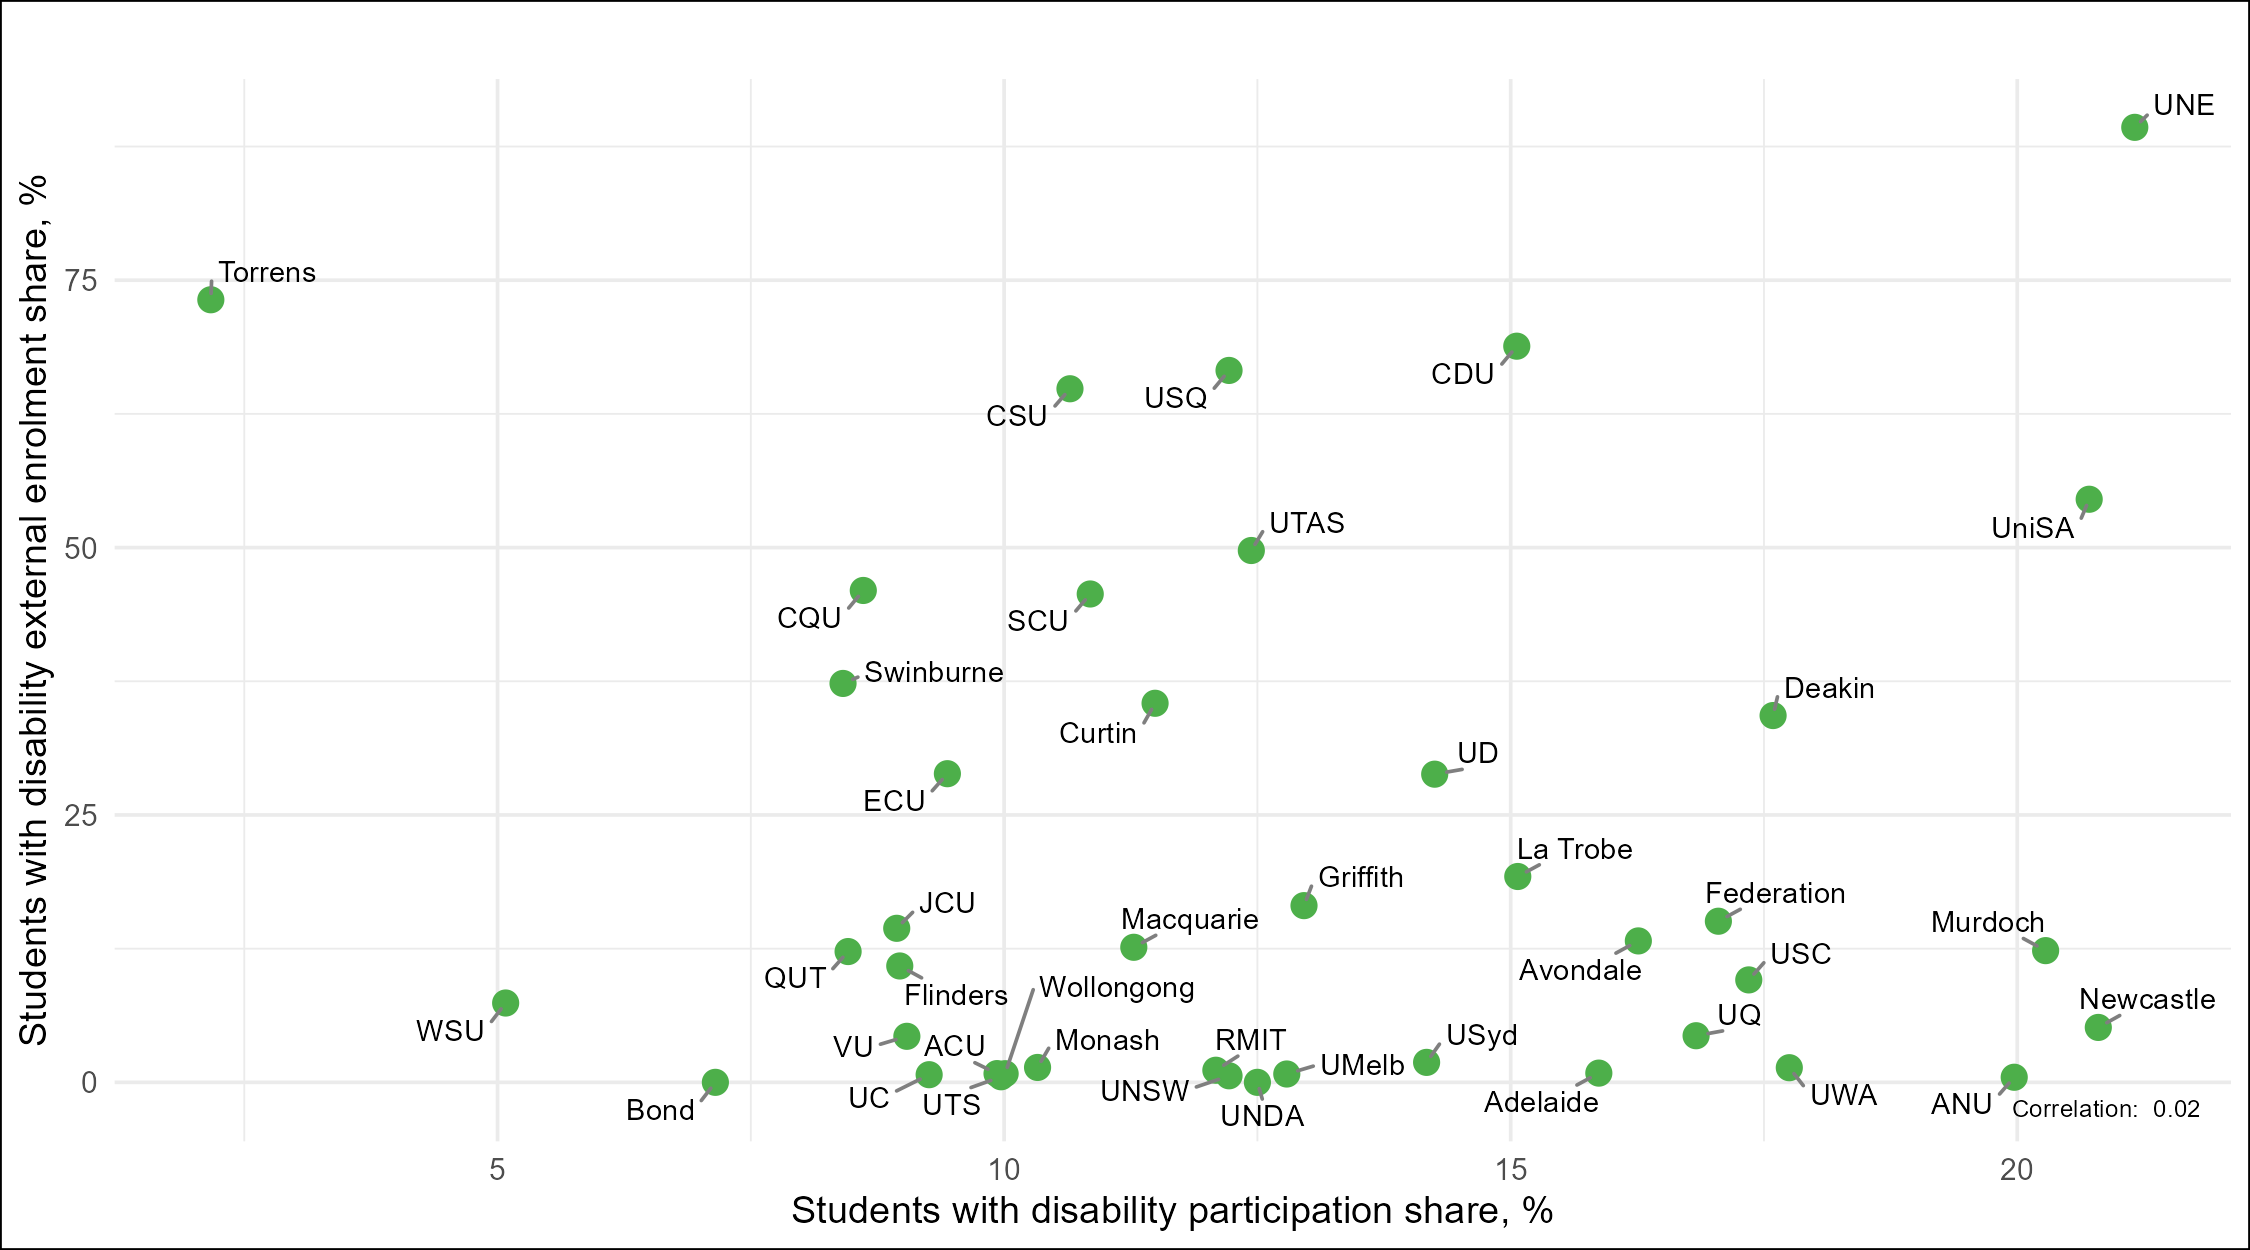 UNE
Torrens
75
CDU
USQ
CSU
UniSA
UTAS
50
CQU
SCU
Swinburne
Deakin
Curtin
UD
ECU
25
La Trobe
Griffith
Federation
JCU
Macquarie
Murdoch
USC
Avondale
QUT
Wollongong
Flinders
Newcastle
UQ
WSU
USyd
RMIT
Monash
ACU
VU
UMelb
0
UNSW
UWA
UC
Adelaide
ANU
UTS
Correlation: 0.02
Bond
UNDA
5
10
15
20
Students with disability participation share, %
Students with disability external enrolment share, %